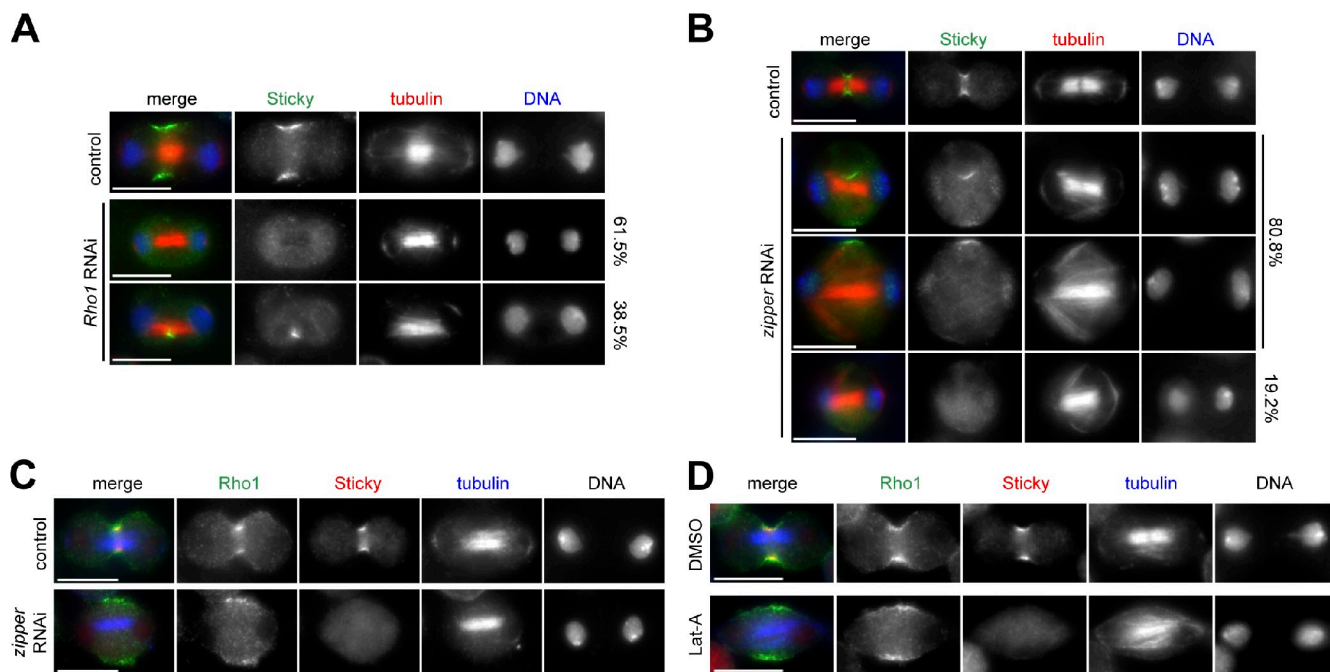 A
merge Sticky tubulin DNA
control
Rho1 RNAi
61.5%
38.5%
B
merge Sticky tubulin DNA
control
zipper RNAi
80.8%
19.2%
C
merge Rho1 Sticky tubulin DNA
control
zipper
RNAi
D
merge Rho1 Sticky tubulin DNA
DMSO
Lat-A